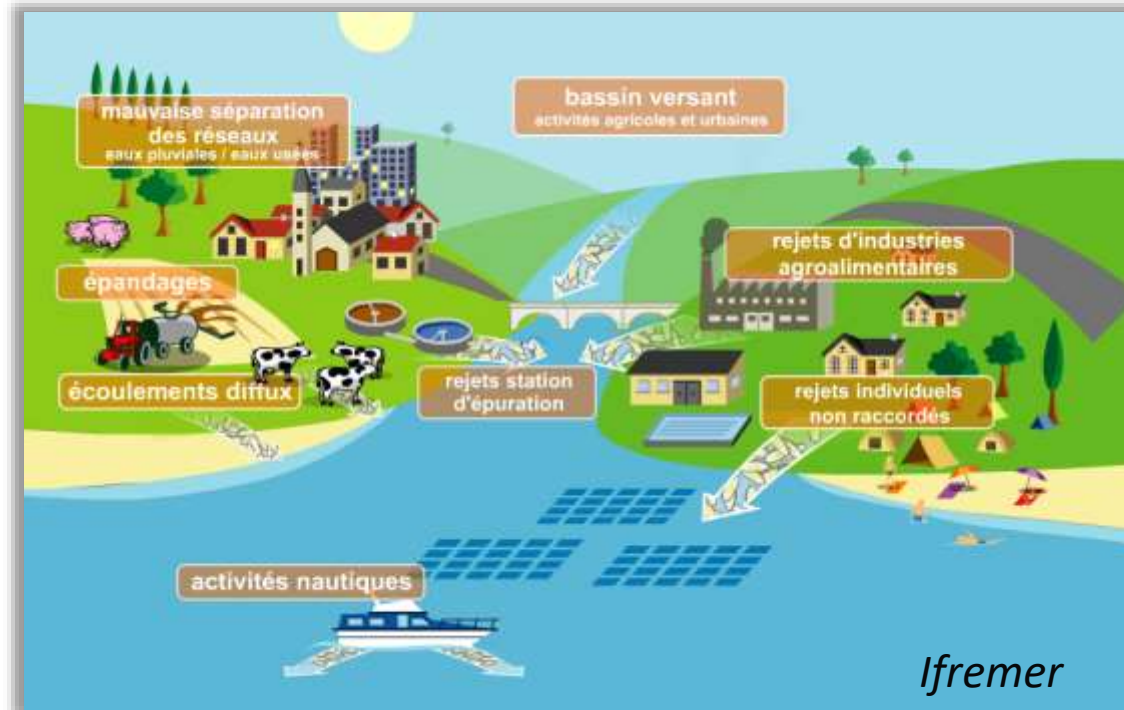 mauvaise séparation
des réseaux
eaux pluviales / eaux usées
bassin versant
activités agricoles et urbaines
rejets d'industries
agroalimentaires
épandages
écoulements diffux
rejets station
d'épuration
rejets individuels
non raccordés
activités nautiques
Ifremer